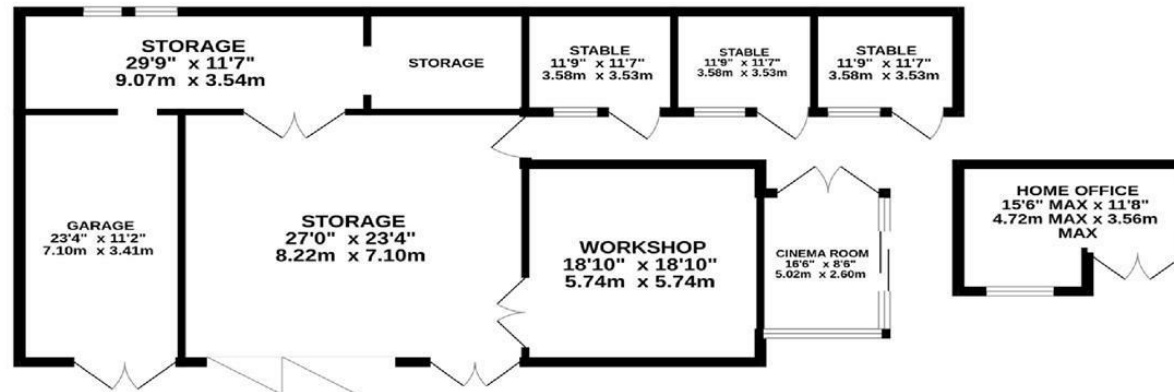 STORAGE
29'9" x 11'7"
9.07m x 3.54m
STORAGE
STABLE
11'9" x 11'7"
3.58m x 3.53m
STABLE
11'9" x 11'7"
3.58m x 3.53m
STABLE
11'9" x 11'7"
3.58m x 3.53m
GARAGE
23'4" x 11'2"
7.10m x 3.41m
STORAGE
27'0" x 23'4"
8.22m x 7.10m
WORKSHOP
18'10" x 18'10"
5.74m x 5.74m
CINEMA ROOM
16'6" x 8'6"
5.02m x 2.60m
HOME OFFICE
15'6" MAX x 11'8"
4.72m MAX x 3.56m
MAX